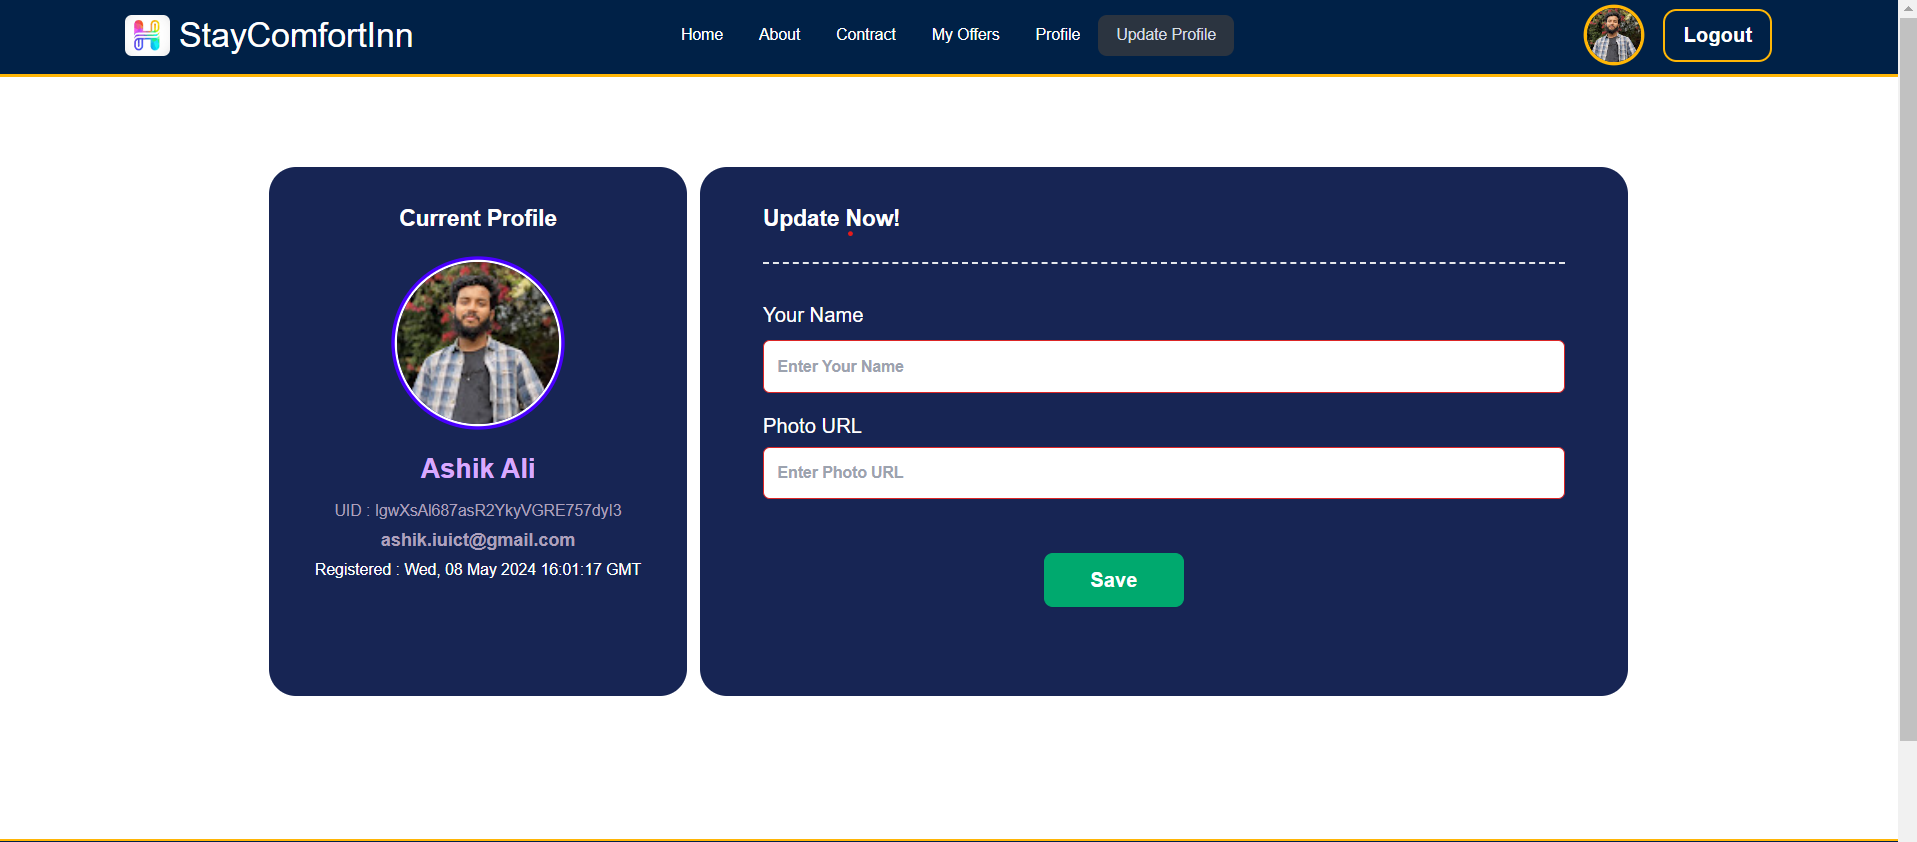 StayComfortInn
Home About Contract My Offers Profile Update Profile
Logout
Current Profile
Ashik Ali
UID : IgwXsAl687asR2YkyVGRE757dyI3
ashik.iuict@gmail.com
Registered : Wed, 08 May 2024 16:01:17 GMT
Update Now!
Your Name
Enter Your Name
Photo URL
Enter Photo URL
Save